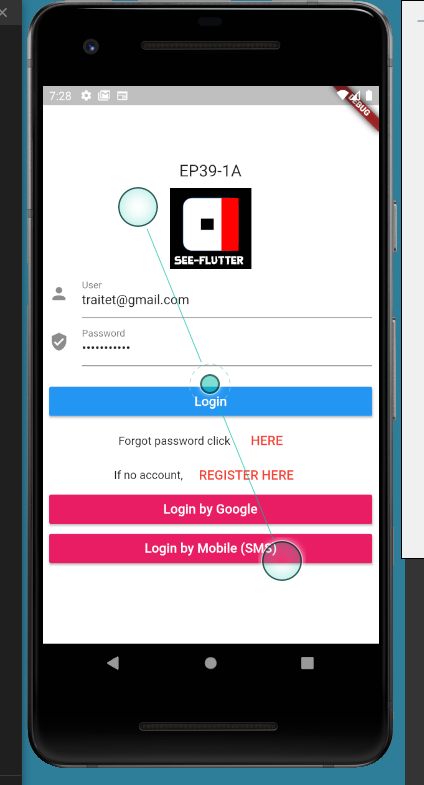 7:28
DEBUG
EP39-1A
SEE-FLUTTER
User
traitet@gmail.com
Password
•••••••••••
Login
Forgot password click HERE
If no account, REGISTER HERE
Login by Google
Login by Mobile (SMS)